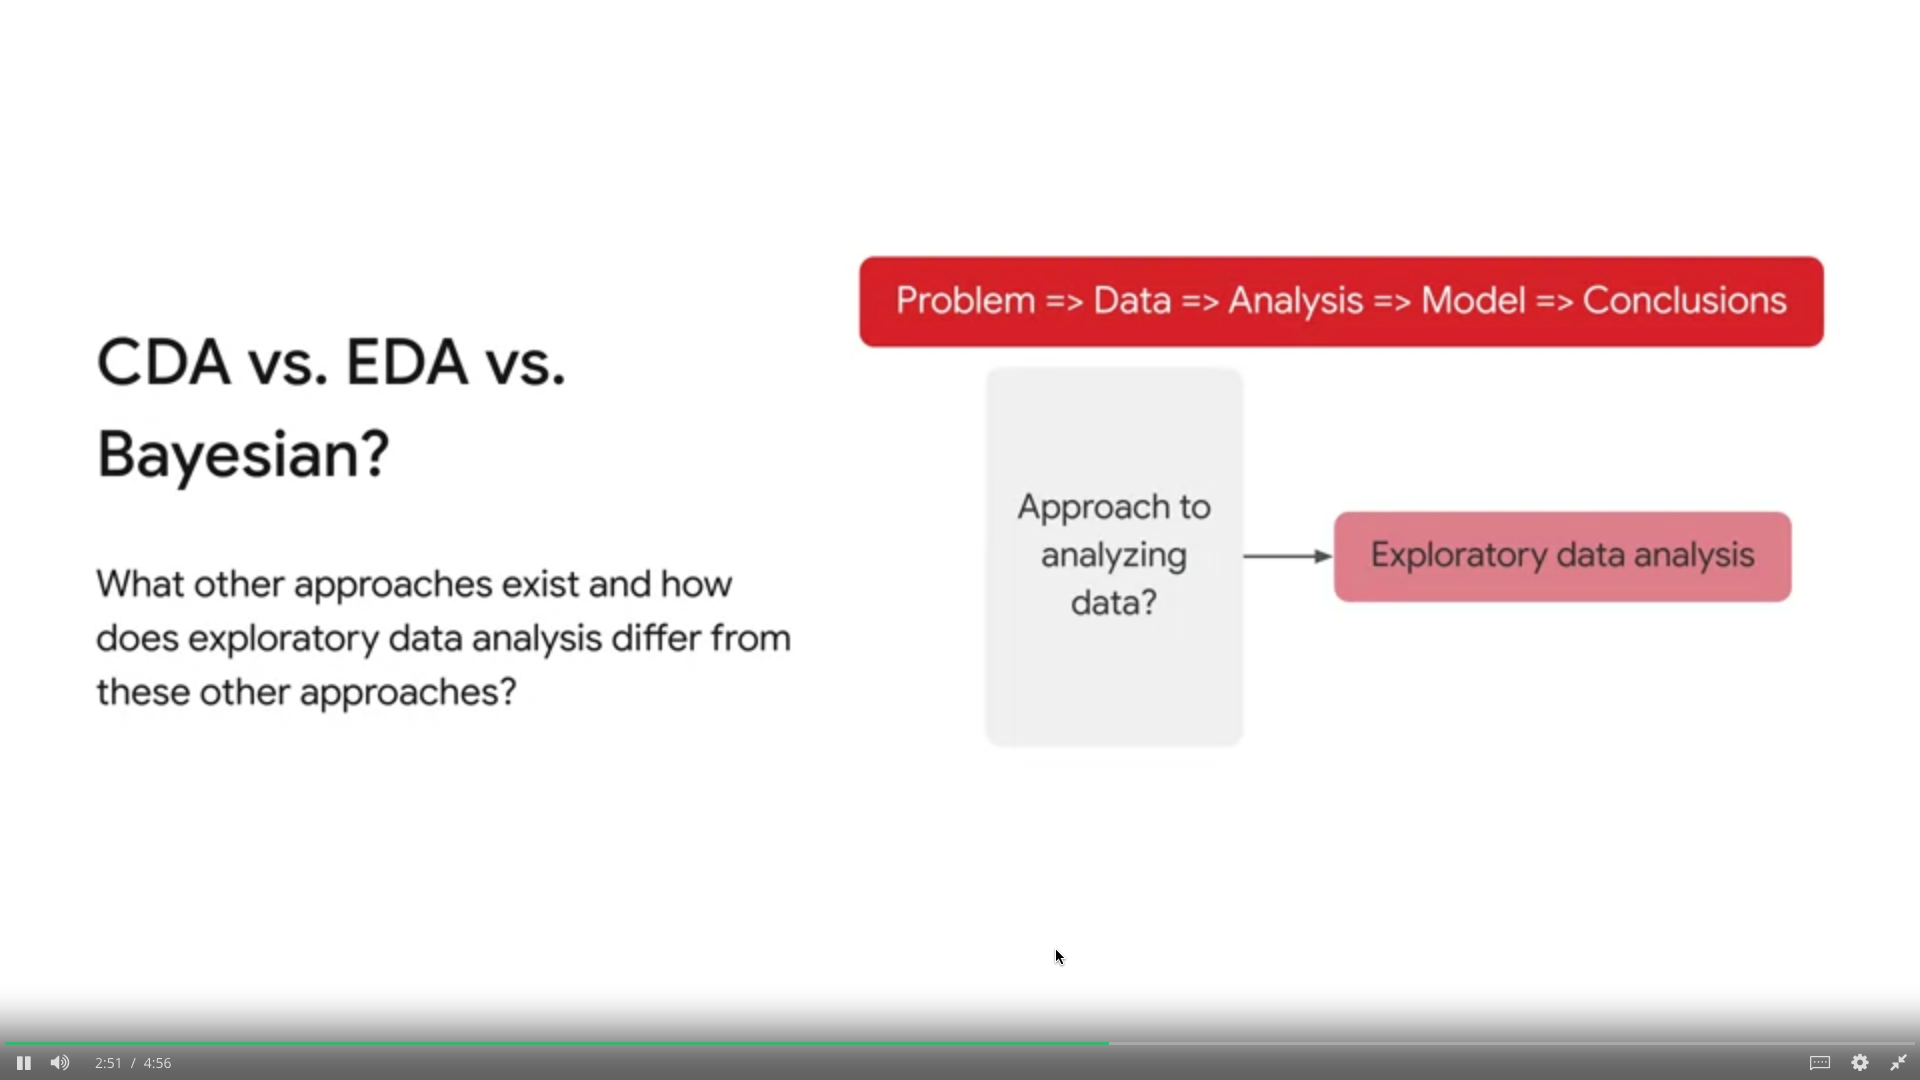 CDA vs. EDA vs.
Bayesian?
What other approaches exist and how
does exploratory data analysis differ from
these other approaches?
Problem => Data => Analysis => Model => Conclusions
Approach to
analyzing
data?
Exploratory data analysis
2:51 / 4:56